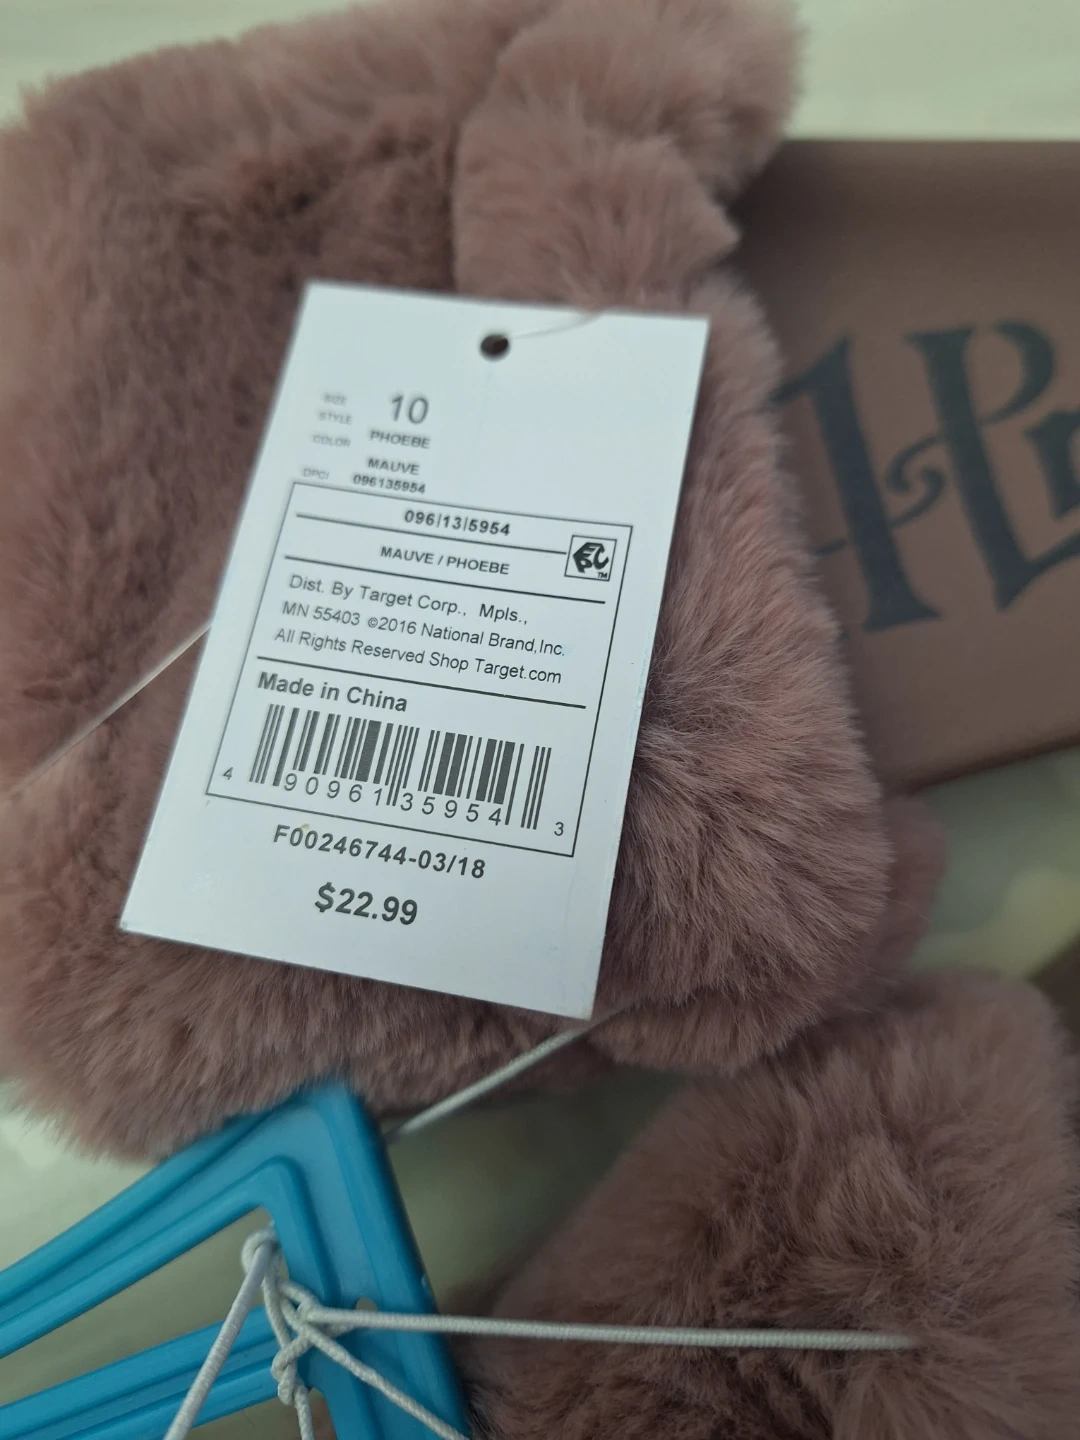 SIZE 10
STYLE PHOEBE
COLOR MAUVE
DPCI 096135954
096|13|5954
MAUVE / PHOEBE
Dist. By Target Corp., Mpls.,
MN 55403 ©2016 National Brand,Inc.
All Rights Reserved Shop Target.com
Made in China
4 90961 35954 3
F00246744-03/18
$22.99